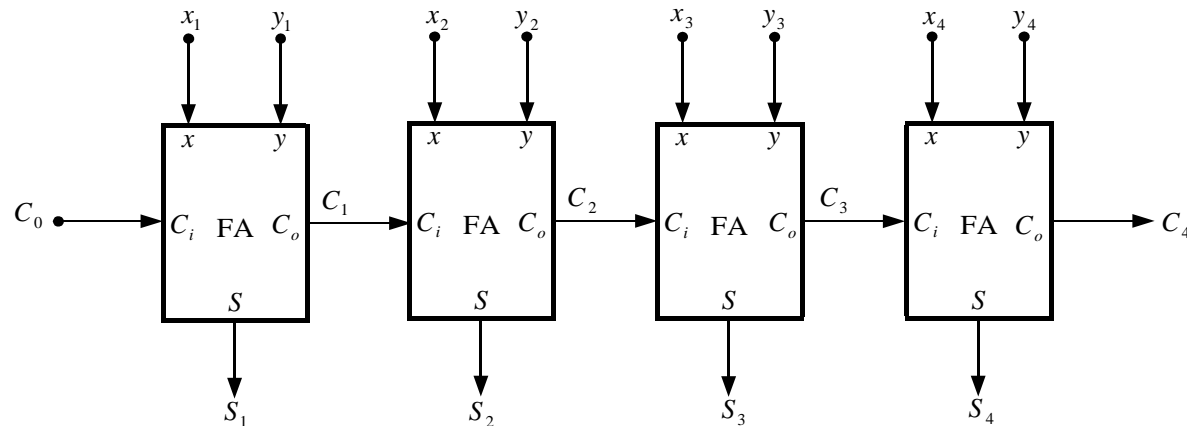 x₁ y₁ x₂ y₂ x₃ y₃ x₄ y₄
x y x y x y x y
C₀ Cᵢ FA Cₒ C₁ Cᵢ FA Cₒ C₂ Cᵢ FA Cₒ C₃ Cᵢ FA Cₒ C₄
S S S S
S₁ S₂ S₃ S₄